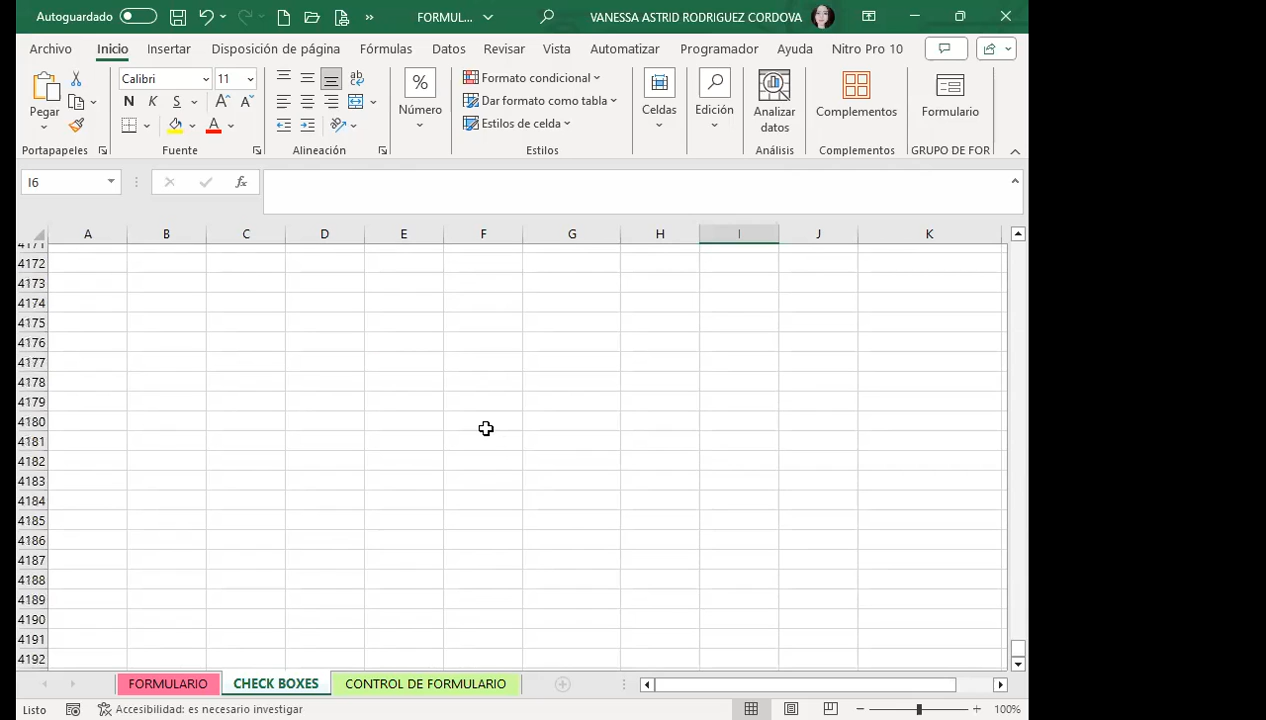 Autoguardado FORMUL... VANESSA ASTRID RODRIGUEZ CORDOVA
Archivo Inicio Insertar Disposición de página Fórmulas Datos Revisar Vista Automatizar Programador Ayuda Nitro Pro 10
Pegar
Portapapeles
Calibri 11
N K S
Fuente
Alineación
%
Número
Formato condicional
Dar formato como tabla
Estilos de celda
Estilos
Celdas
Edición
Analizar datos
Análisis
Complementos
Complementos
Formulario
GRUPO DE FOR
I6 fx
A B C D E F G H I J K
4171
4172
4173
4174
4175
4176
4177
4178
4179
4180
4181
4182
4183
4184
4185
4186
4187
4188
4189
4190
4191
4192
FORMULARIO CHECK BOXES CONTROL DE FORMULARIO
Listo Accesibilidad: es necesario investigar 100%